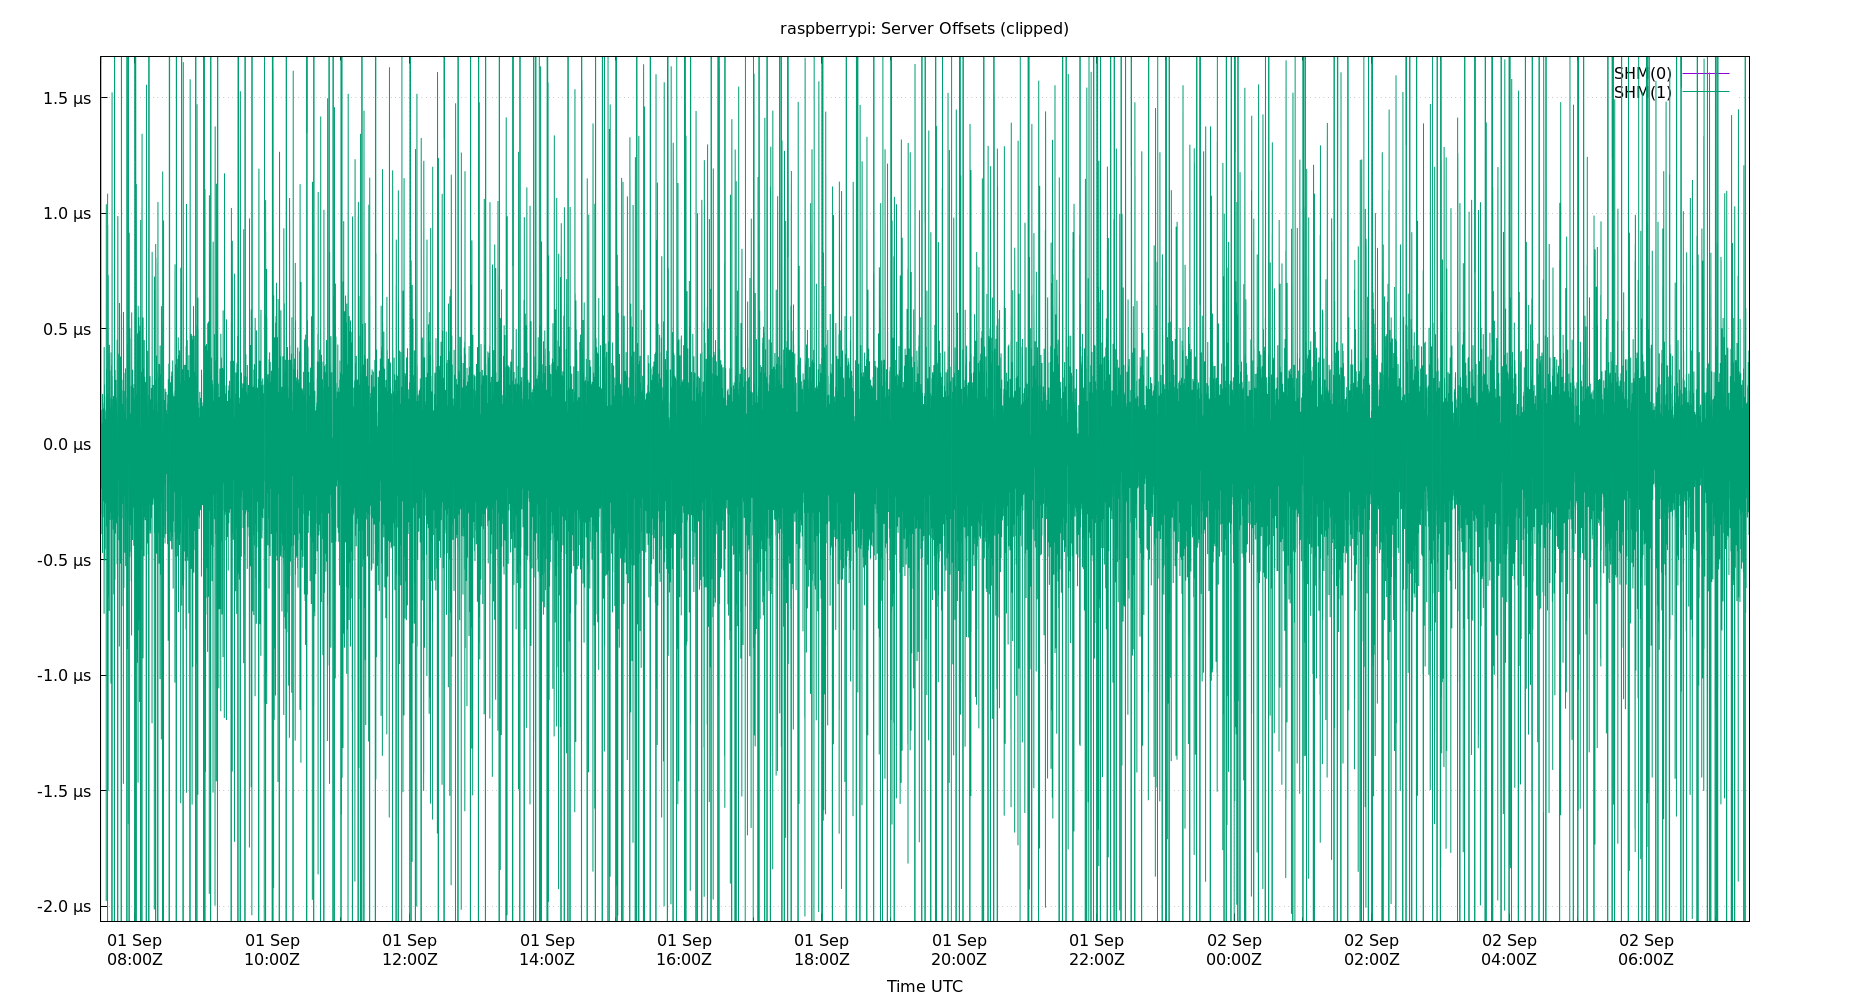 raspberrypi: Server Offsets (clipped)
SHM(0)
SHM(1)
1.5 µs
1.0 µs
0.5 µs
0.0 µs
-0.5 µs
-1.0 µs
-1.5 µs
-2.0 µs
01 Sep 01 Sep 01 Sep 01 Sep 01 Sep 01 Sep 01 Sep 01 Sep 02 Sep 02 Sep 02 Sep 02 Sep
08:00Z 10:00Z 12:00Z 14:00Z 16:00Z 18:00Z 20:00Z 22:00Z 00:00Z 02:00Z 04:00Z 06:00Z
Time UTC